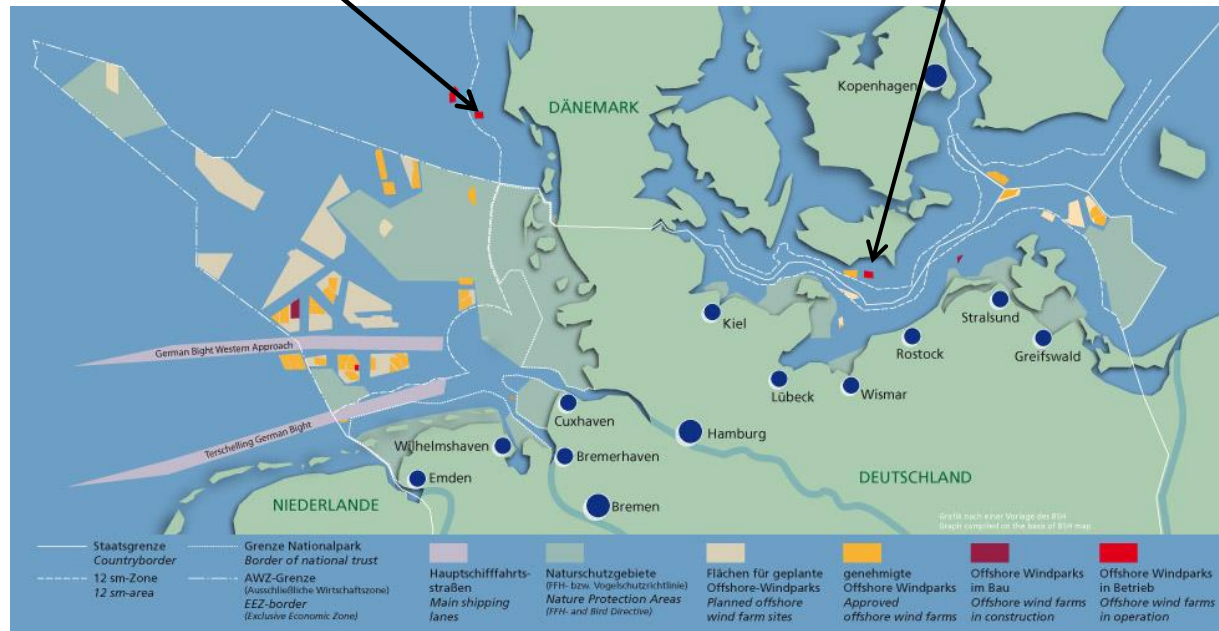 DÄNEMARK
Kopenhagen
German Bight Western Approach
Terschelling German Bight
Kiel
Stralsund
Rostock
Greifswald
Lübeck
Wismar
Cuxhaven
Hamburg
Wilhelmshaven
Bremerhaven
Emden
DEUTSCHLAND
NIEDERLANDE
Bremen
Grafik nach einer Vorlage des BSH
Graph compiled on the basis of BSH map
Staatsgrenze
Countryborder
12 sm-Zone
12 sm-area
Grenze Nationalpark
Border of national trust
AWZ-Grenze
(Ausschließliche Wirtschaftszone)
EEZ-border
(Exclusive Economic Zone)
Hauptschifffahrts-
straßen
Main shipping
lanes
Naturschutzgebiete
(FFH- bzw. Vogelschutzrichtlinie)
Nature Protection Areas
(FFH- and Bird Directive)
Flächen für geplante
Offshore-Windparks
Planned offshore
wind farm sites
genehmigte
Offshore Windparks
Approved
offshore wind farms
Offshore Windparks
im Bau
Offshore wind farms
in construction
Offshore Windparks
in Betrieb
Offshore wind farms
in operation